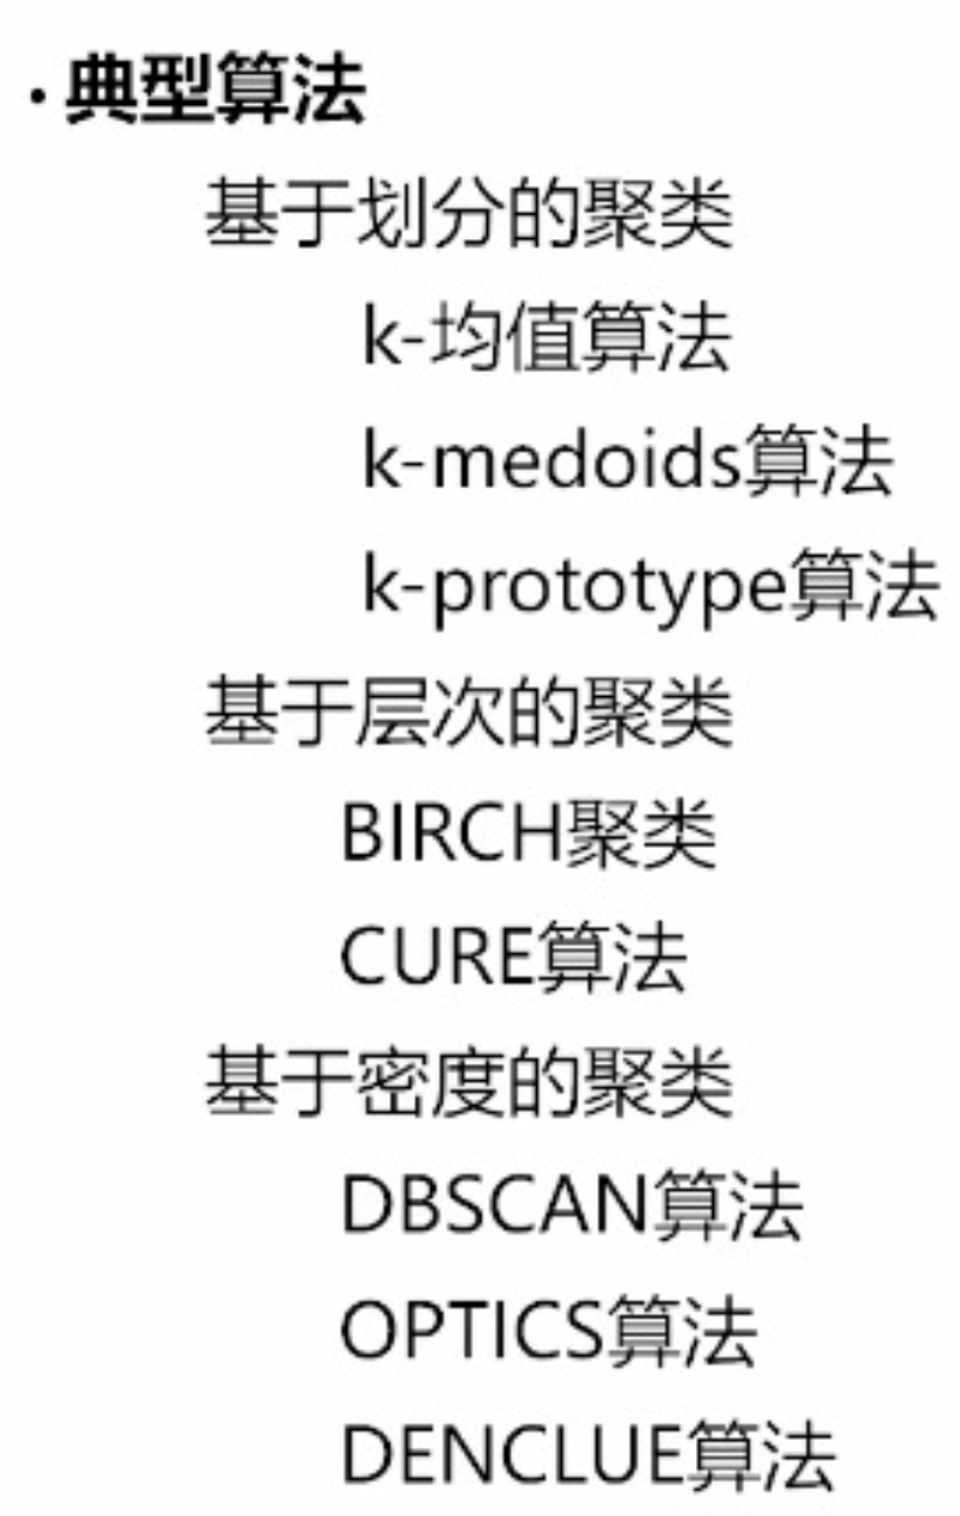 · 典型算法
基于划分的聚类
k-均值算法
k-medoids算法
k-prototype算法
基于层次的聚类
BIRCH聚类
CURE算法
基于密度的聚类
DBSCAN算法
OPTICS算法
DENCLUE算法